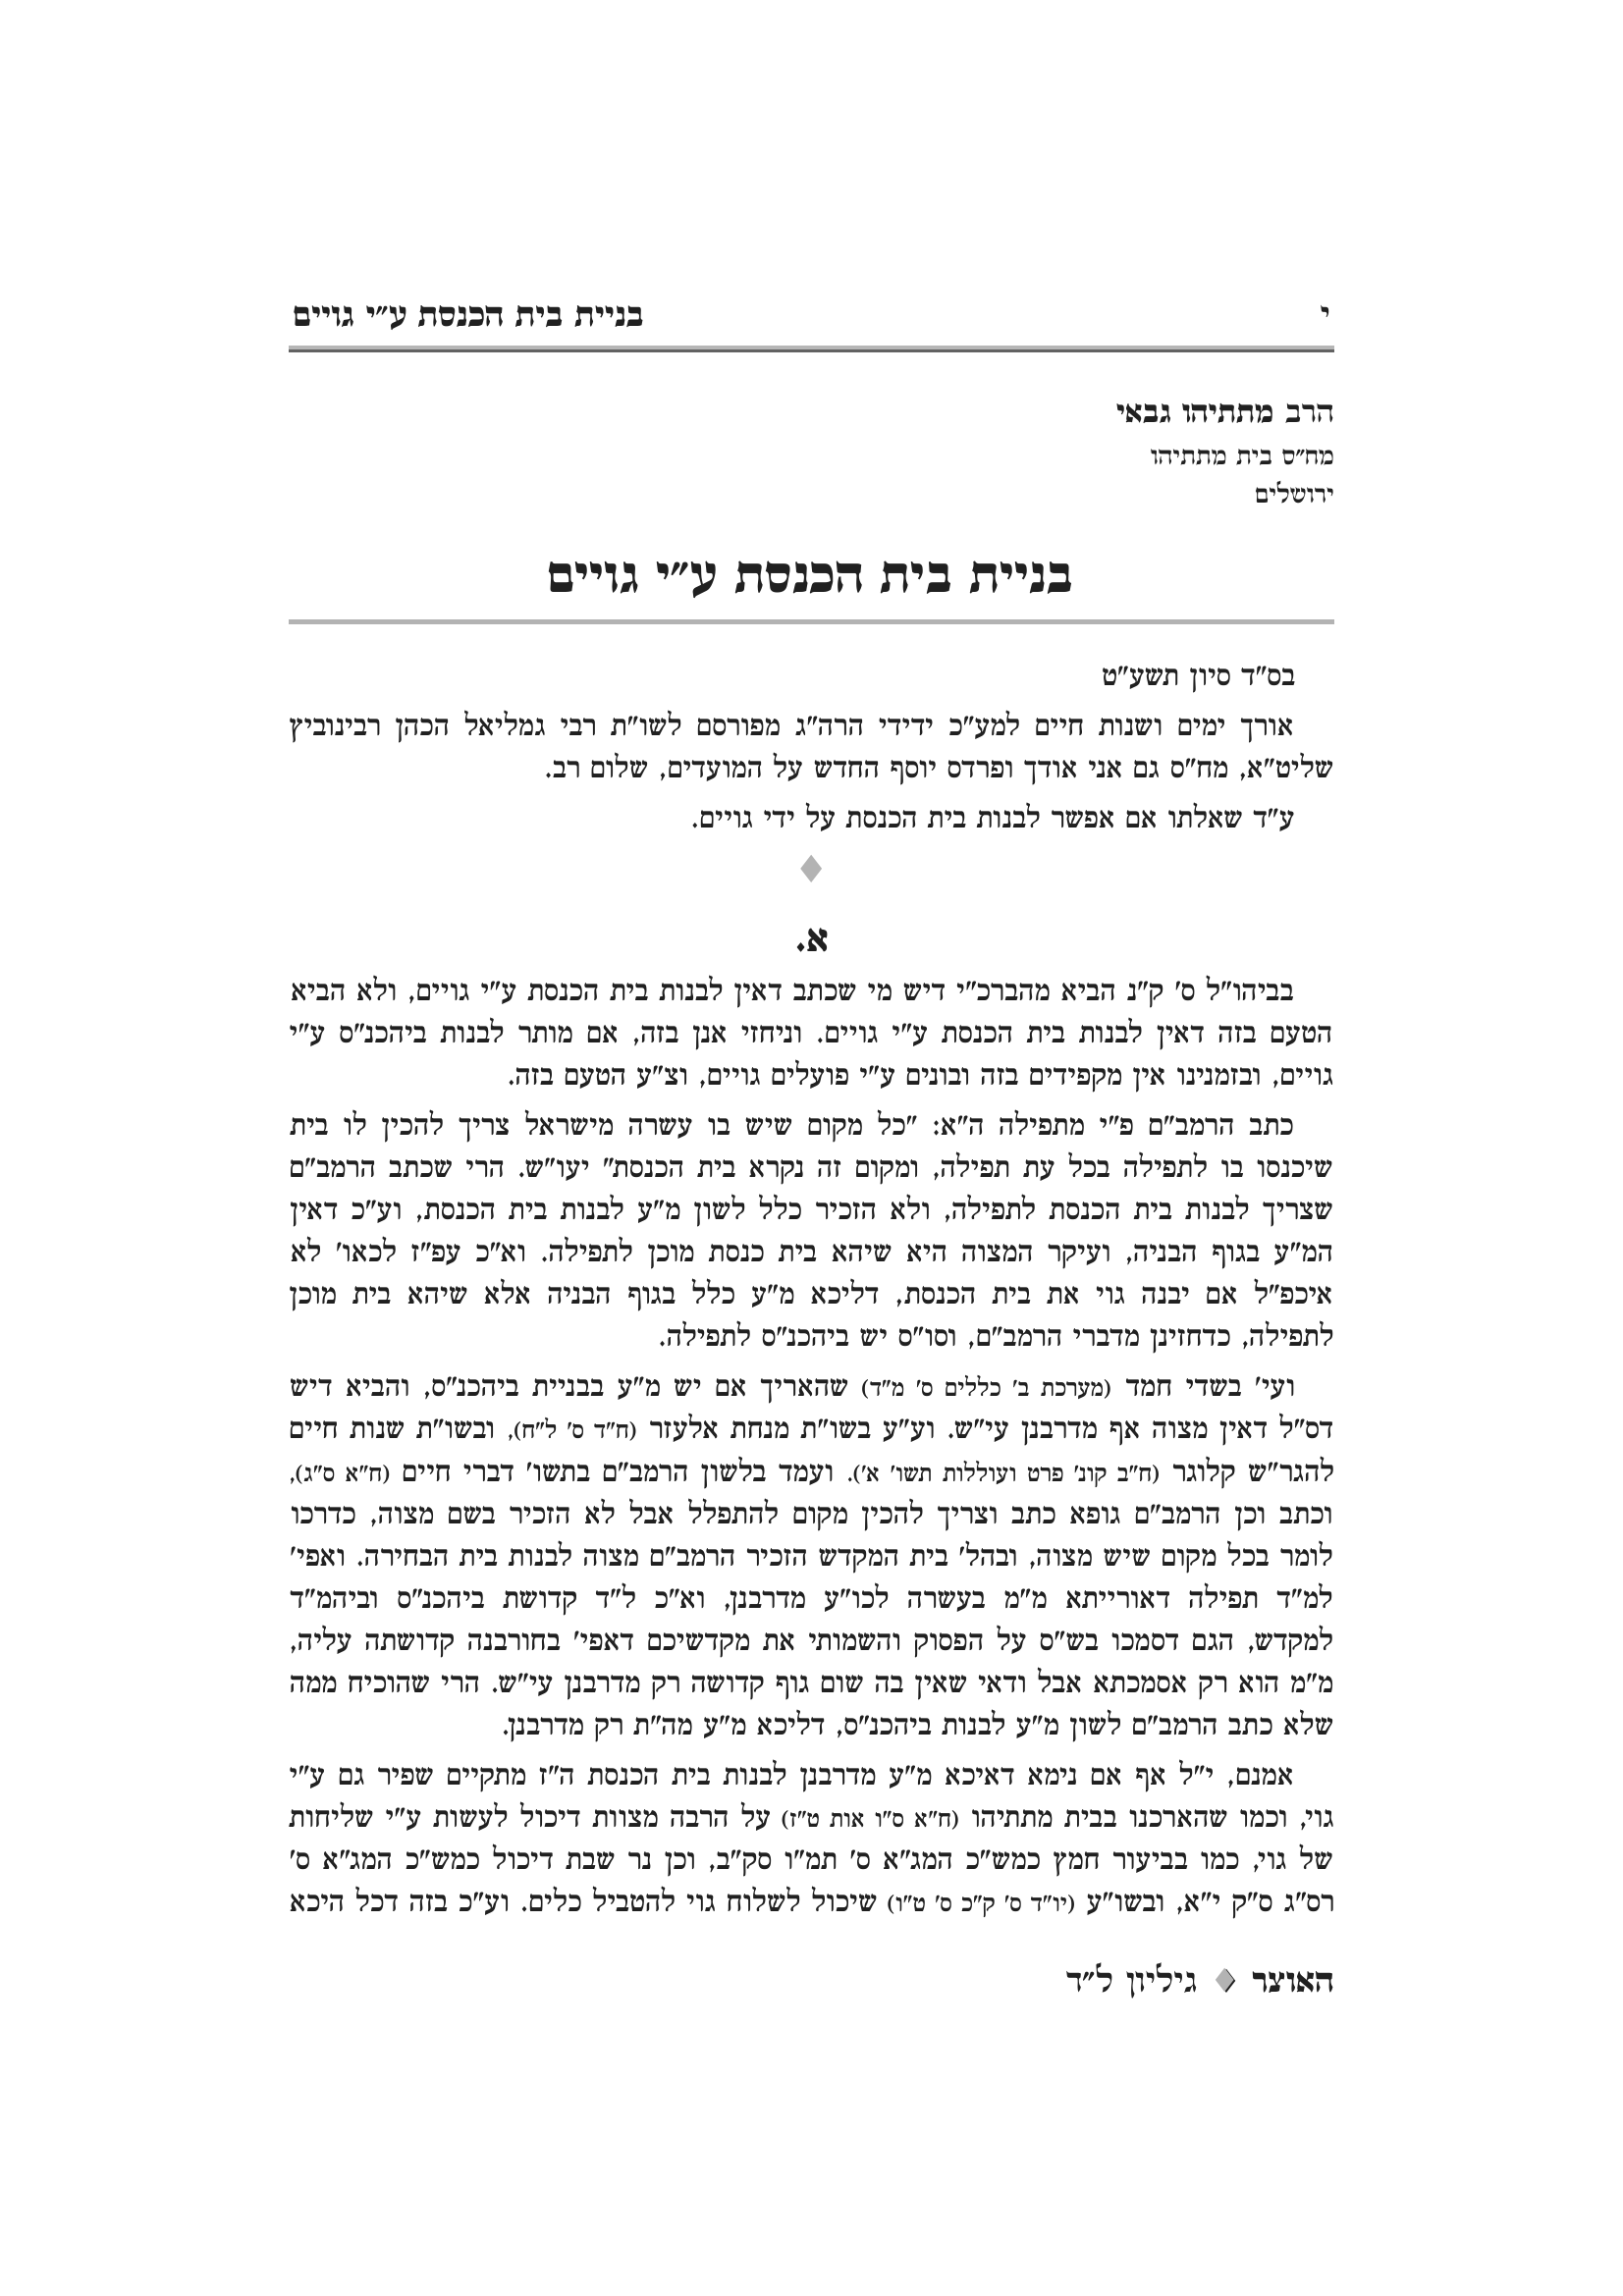 י בניית בית הכנסת ע״י גויים
הרב מתתיהו גבאי
מח״ס בית מתתיהו
ירושלים
בניית בית הכנסת ע״י גויים
בס"ד סיון תשע"ט
אורך ימים ושנות חיים למע"כ ידידי הרה"ג מפורסם לשו"ת רבי גמליאל הכהן רבינוביץ
שליט"א, מח"ס גם אני אודך ופרדס יוסף החדש על המועדים, שלום רב.
ע"ד שאלתו אם אפשר לבנות בית הכנסת על ידי גויים.
א.
בביהו"ל ס' ק"נ הביא מהברכ"י דיש מי שכתב דאין לבנות בית הכנסת ע"י גויים, ולא הביא
הטעם בזה דאין לבנות בית הכנסת ע"י גויים. וניחזי אנן בזה, אם מותר לבנות ביהכנ"ס ע"י
גויים, ובזמנינו אין מקפידים בזה ובונים ע"י פועלים גויים, וצ"ע הטעם בזה.
כתב הרמב"ם פ"י מתפילה ה"א: "כל מקום שיש בו עשרה מישראל צריך להכין לו בית
שיכנסו בו לתפילה בכל עת תפילה, ומקום זה נקרא בית הכנסת" יעו"ש. הרי שכתב הרמב"ם
שצריך לבנות בית הכנסת לתפילה, ולא הזכיר כלל לשון מ"ע לבנות בית הכנסת, וע"כ דאין
המ"ע בגוף הבניה, ועיקר המצוה היא שיהא בית כנסת מוכן לתפילה. וא"כ עפ"ז לכאו' לא
איכפ"ל אם יבנה גוי את בית הכנסת, דליכא מ"ע כלל בגוף הבניה אלא שיהא בית מוכן
לתפילה, כדחזינן מדברי הרמב"ם, וסו"ס יש ביהכנ"ס לתפילה.
ועי' בשדי חמד (מערכת ב' כללים ס' מ"ד) שהאריך אם יש מ"ע בבניית ביהכנ"ס, והביא דיש
דס"ל דאין מצוה אף מדרבנן עי"ש. וע"ע בשו"ת מנחת אלעזר (ח"ד ס' ל"ח), ובשו"ת שנות חיים
להגר"ש קלוגר (ח"ב קונ' פרט ועוללות תשו' א'). ועמד בלשון הרמב"ם בתשו' דברי חיים (ח"א ס"ג),
וכתב וכן הרמב"ם גופא כתב וצריך להכין מקום להתפלל אבל לא הזכיר בשם מצוה, כדרכו
לומר בכל מקום שיש מצוה, ובהל' בית המקדש הזכיר הרמב"ם מצוה לבנות בית הבחירה. ואפי'
למ"ד תפילה דאורייתא מ"מ בעשרה לכו"ע מדרבנן, וא"כ ל"ד קדושת ביהכנ"ס וביהמ"ד
למקדש, הגם דסמכו בש"ס על הפסוק והשמותי את מקדשיכם דאפי' בחורבנה קדושתה עליה,
מ"מ הוא רק אסמכתא אבל ודאי שאין בה שום גוף קדושה רק מדרבנן עי"ש. הרי שהוכיח ממה
שלא כתב הרמב"ם לשון מ"ע לבנות ביהכנ"ס, דליכא מ"ע מה"ת רק מדרבנן.
אמנם, י"ל אף אם נימא דאיכא מ"ע מדרבנן לבנות בית הכנסת ה"ז מתקיים שפיר גם ע"י
גוי, וכמו שהארכנו בבית מתתיהו (ח"א ס"ו אות ט"ז) על הרבה מצוות דיכול לעשות ע"י שליחות
של גוי, כמו בביעור חמץ כמש"כ המג"א ס' תמ"ו סק"ב, וכן נר שבת דיכול כמש"כ המג"א ס'
רס"ג ס"ק י"א, ובשו"ע (יו"ד ס' ק"כ ס' ט"ו) שיכול לשלוח גוי להטביל כלים. וע"כ בזה דכל היכא
האוצר ♦ גיליון ל״ד